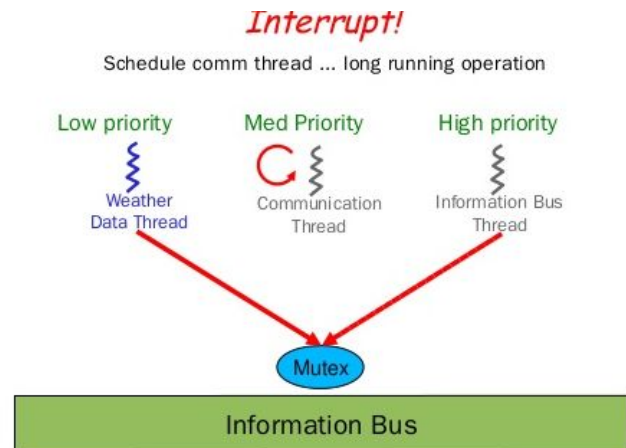 Interrupt!
Schedule comm thread ... long running operation
Low priority
Med Priority
High priority
Weather
Data Thread
Communication
Thread
Information Bus
Thread
Mutex
Information Bus